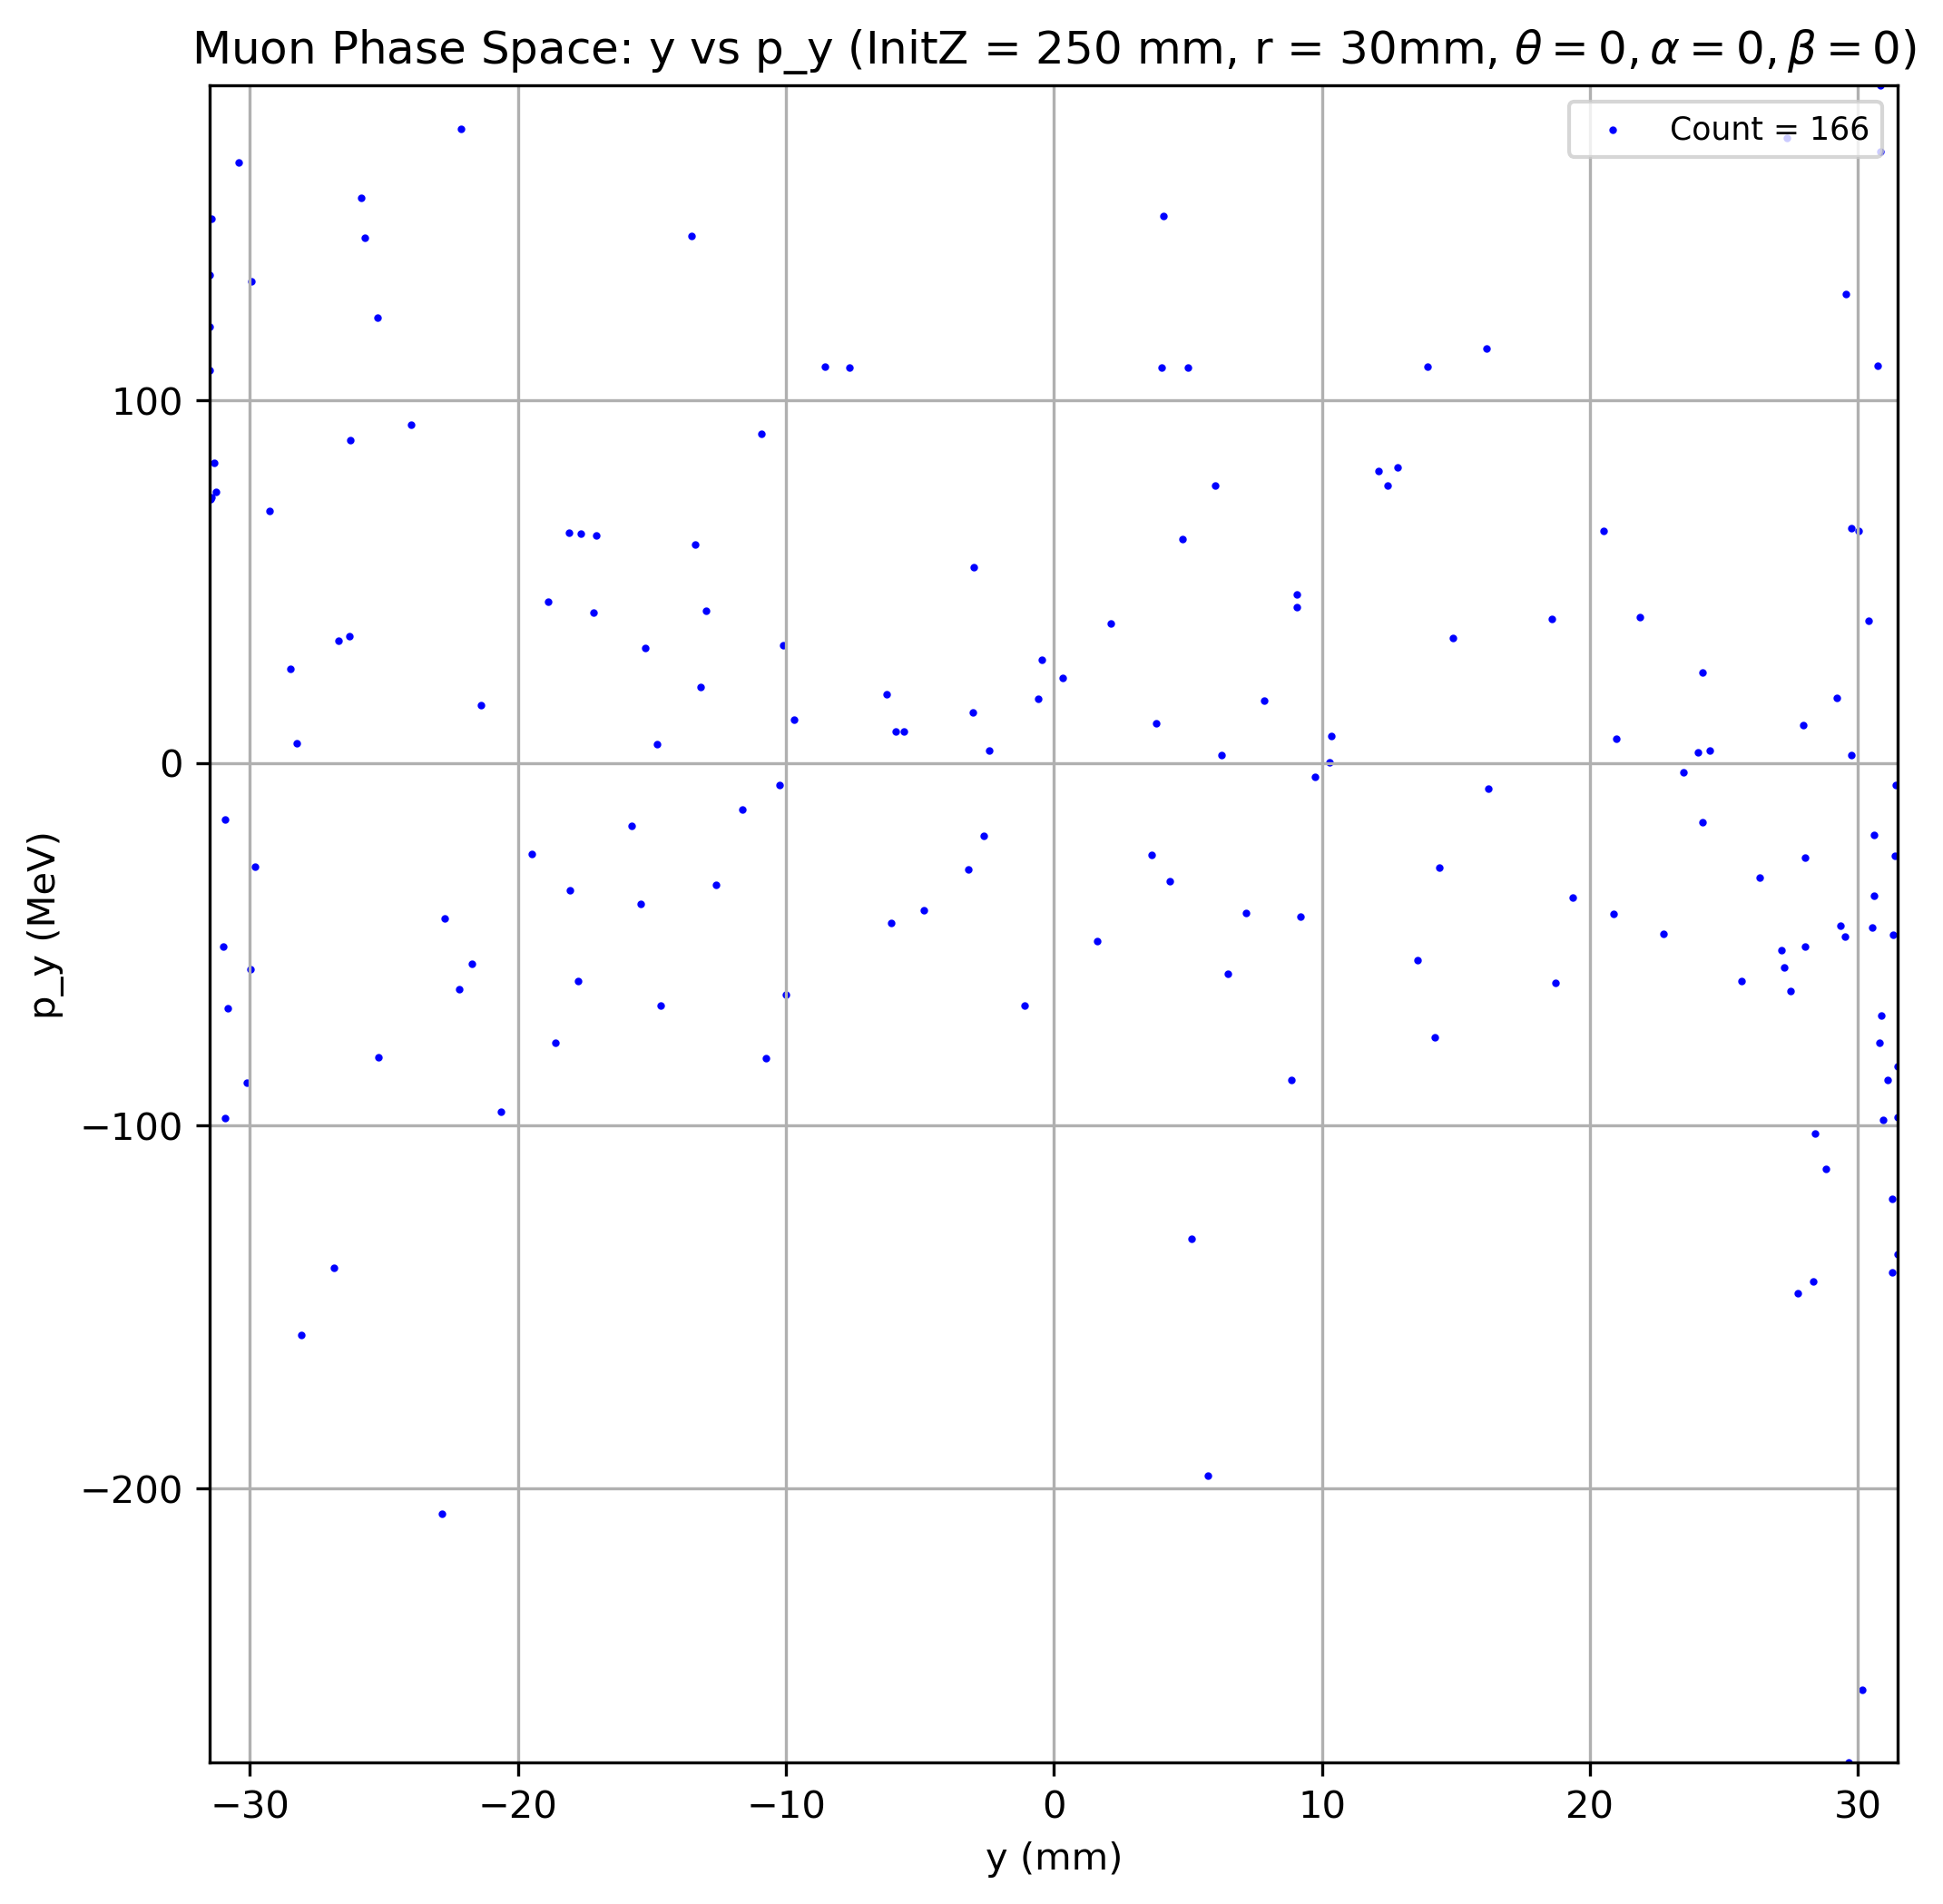 Muon Phase Space: y vs p_y (InitZ = 250 mm, r = 30mm, θ = 0, α = 0, β = 0)
Count = 166
100
0
−100
−200
p_y (MeV)
−30 −20 −10 0 10 20 30
y (mm)